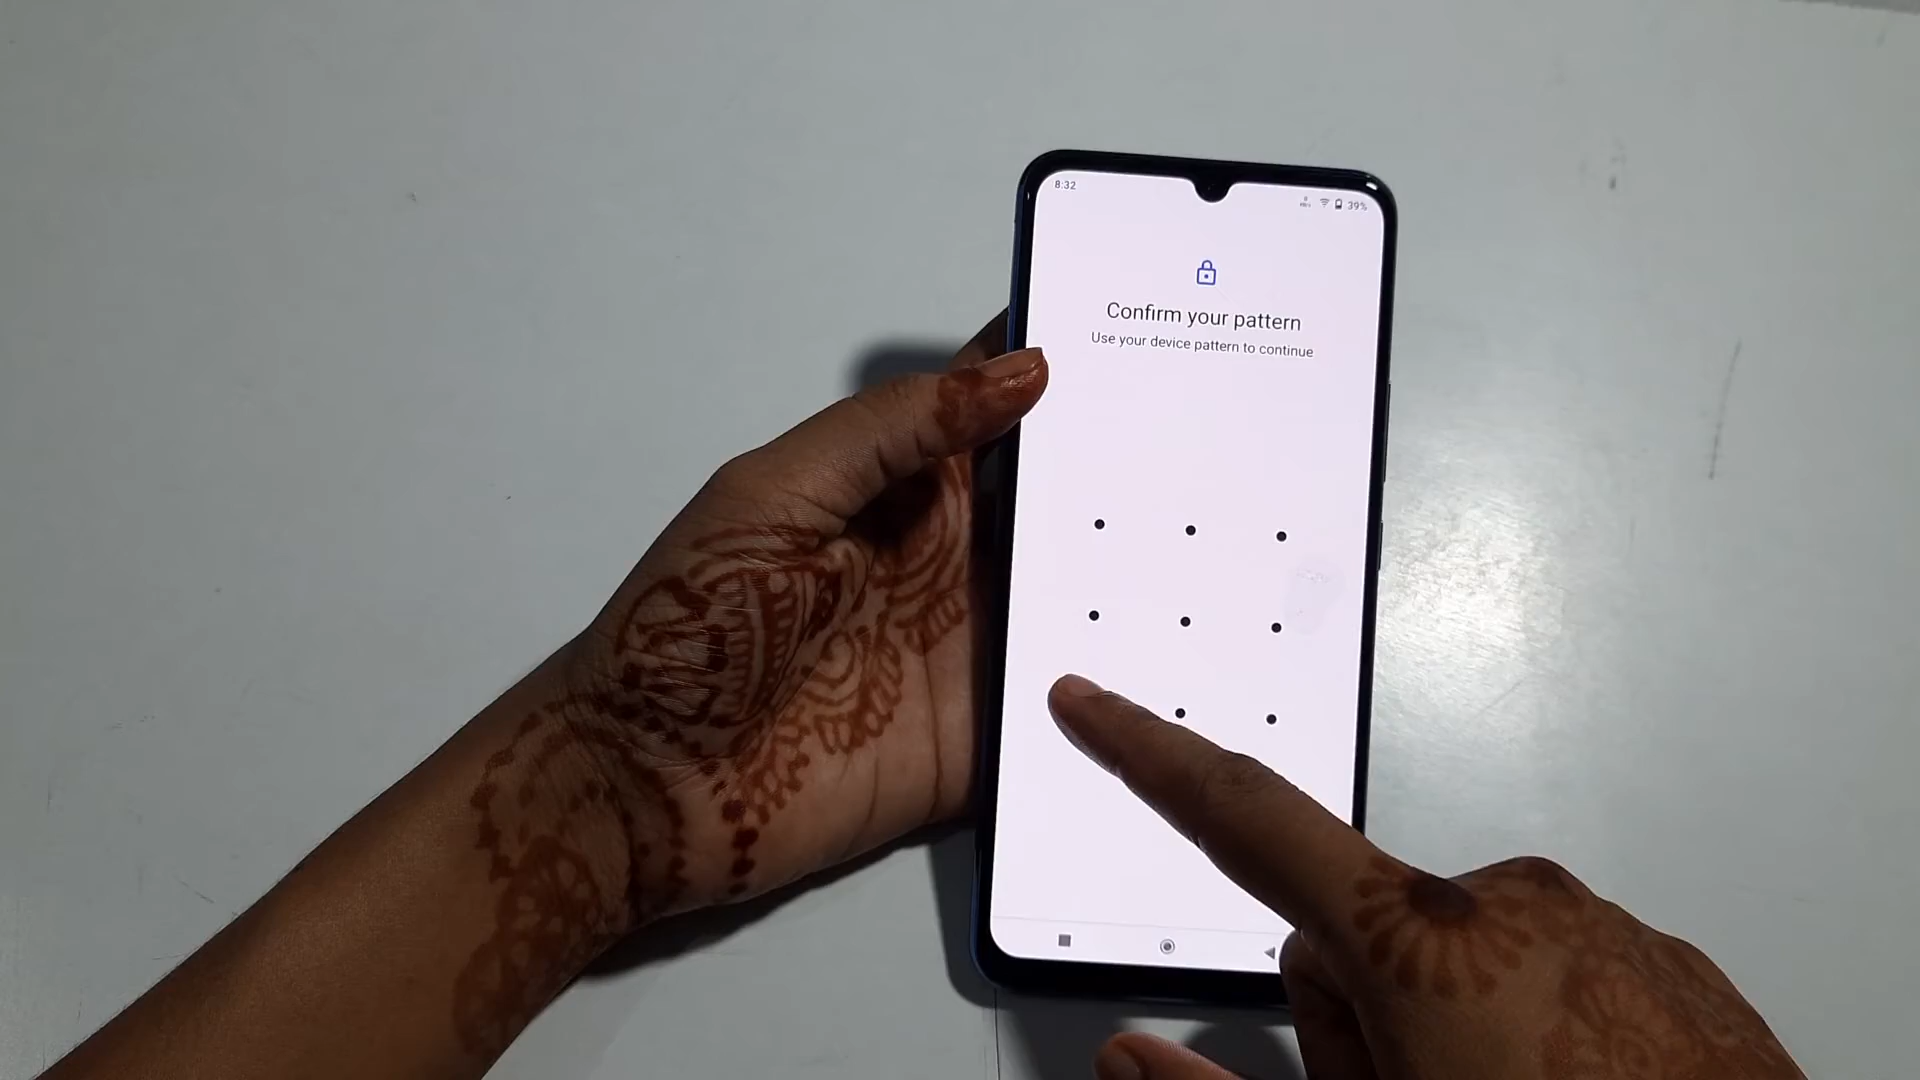 8:32
39%
Confirm your pattern
Use your device pattern to continue